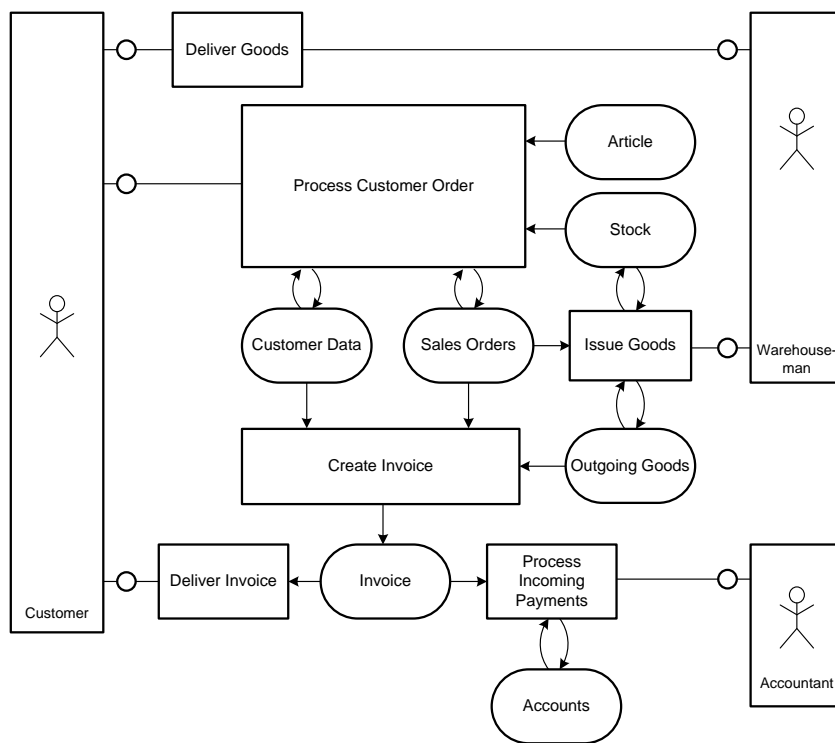 Deliver Goods
Article
Process Customer Order
Stock
Customer Data
Sales Orders
Issue Goods
Warehouse-
man
Create Invoice
Outgoing Goods
Deliver Invoice
Invoice
Process
Incoming
Payments
Customer
Accountant
Accounts